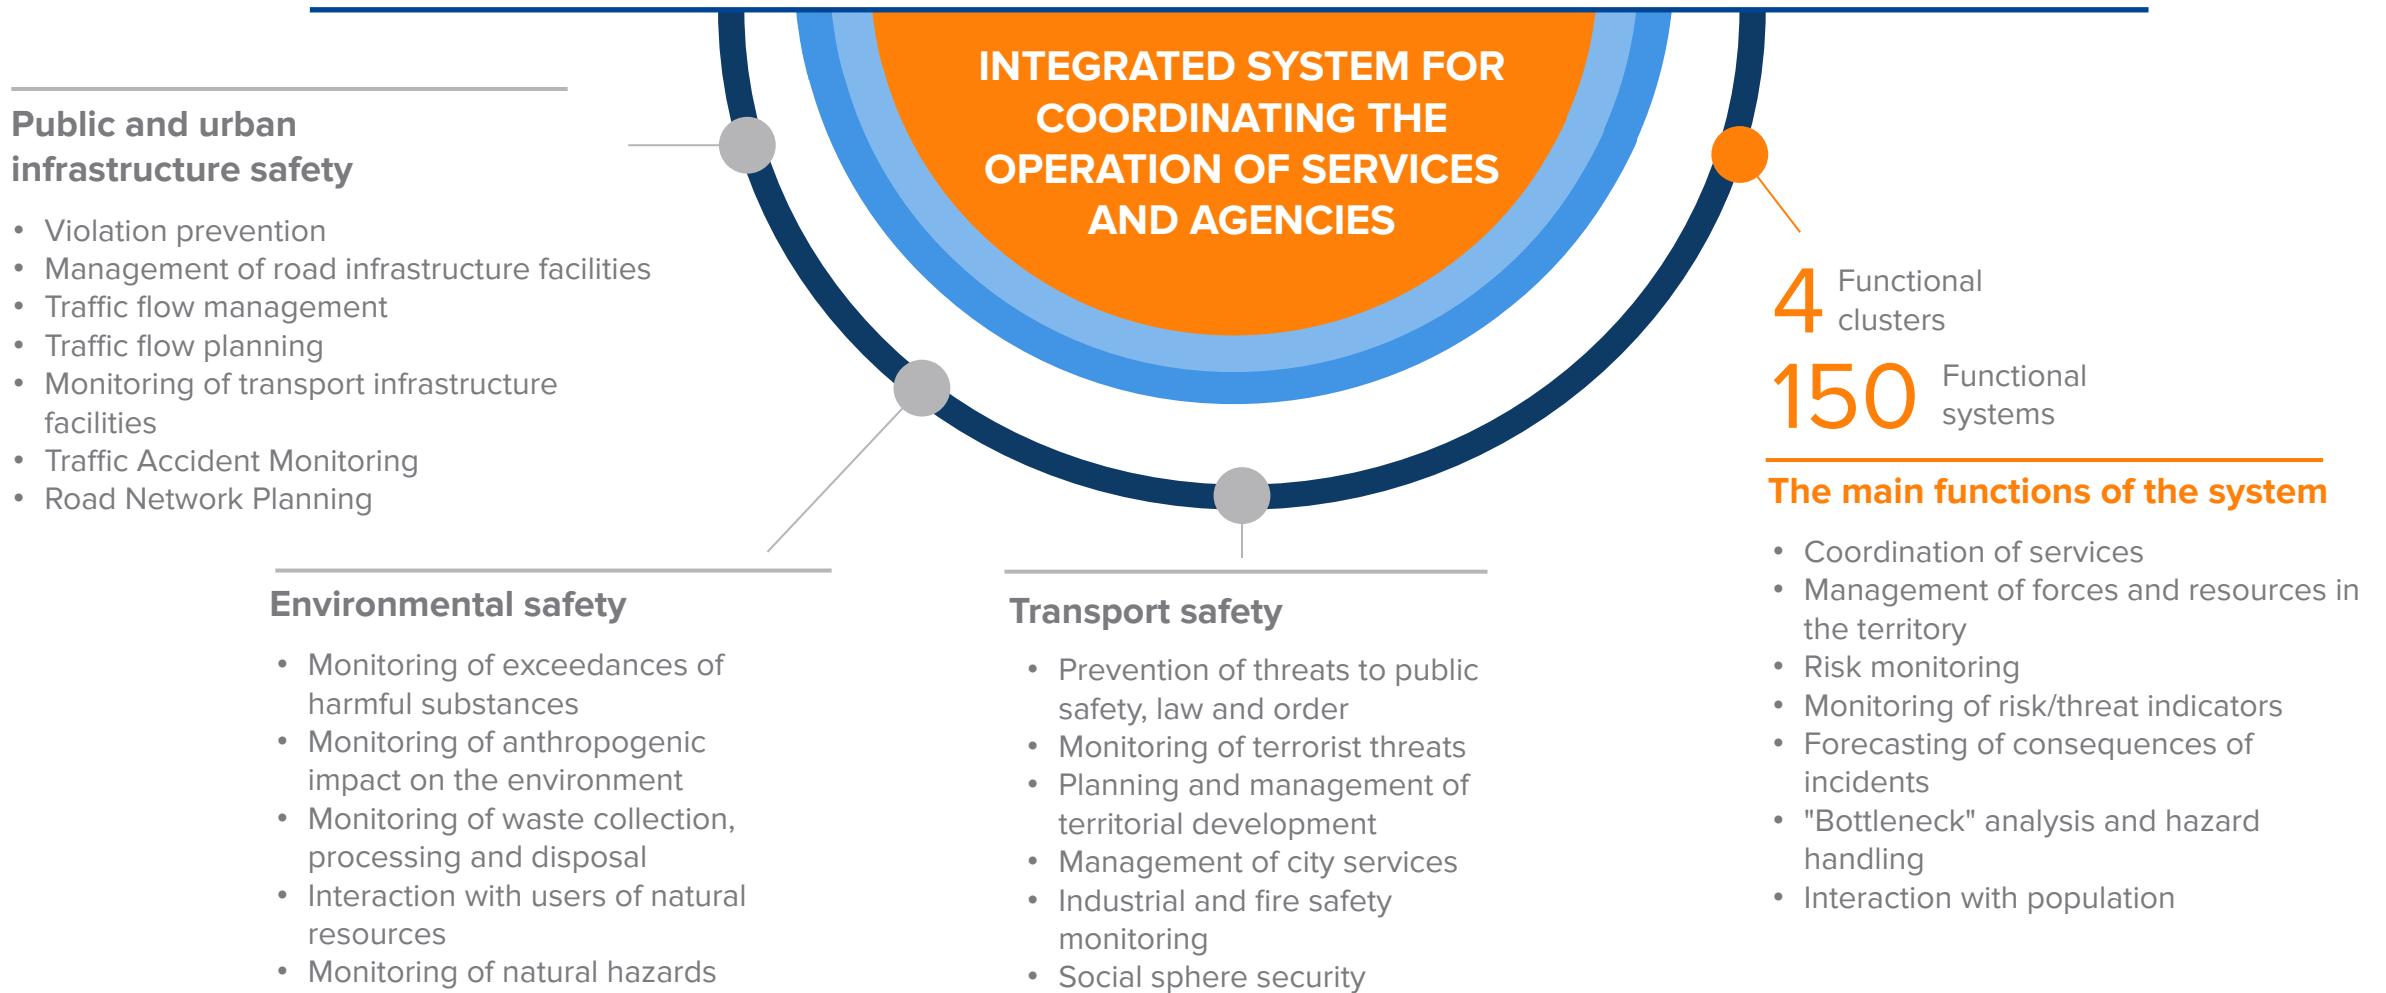 INTEGRATED SYSTEM FOR
COORDINATING THE
OPERATION OF SERVICES
AND AGENCIES
Public and urban
infrastructure safety
• Violation prevention
• Management of road infrastructure facilities
• Traffic flow management
• Traffic flow planning
• Monitoring of transport infrastructure
facilities
• Traffic Accident Monitoring
• Road Network Planning
Environmental safety
• Monitoring of exceedances of
harmful substances
• Monitoring of anthropogenic
impact on the environment
• Monitoring of waste collection,
processing and disposal
• Interaction with users of natural
resources
• Monitoring of natural hazards
Transport safety
• Prevention of threats to public
safety, law and order
• Monitoring of terrorist threats
• Planning and management of
territorial development
• Management of city services
• Industrial and fire safety
monitoring
• Social sphere security
4 Functional
clusters
150 Functional
systems
The main functions of the system
• Coordination of services
• Management of forces and resources in
the territory
• Risk monitoring
• Monitoring of risk/threat indicators
• Forecasting of consequences of
incidents
• "Bottleneck" analysis and hazard
handling
• Interaction with population